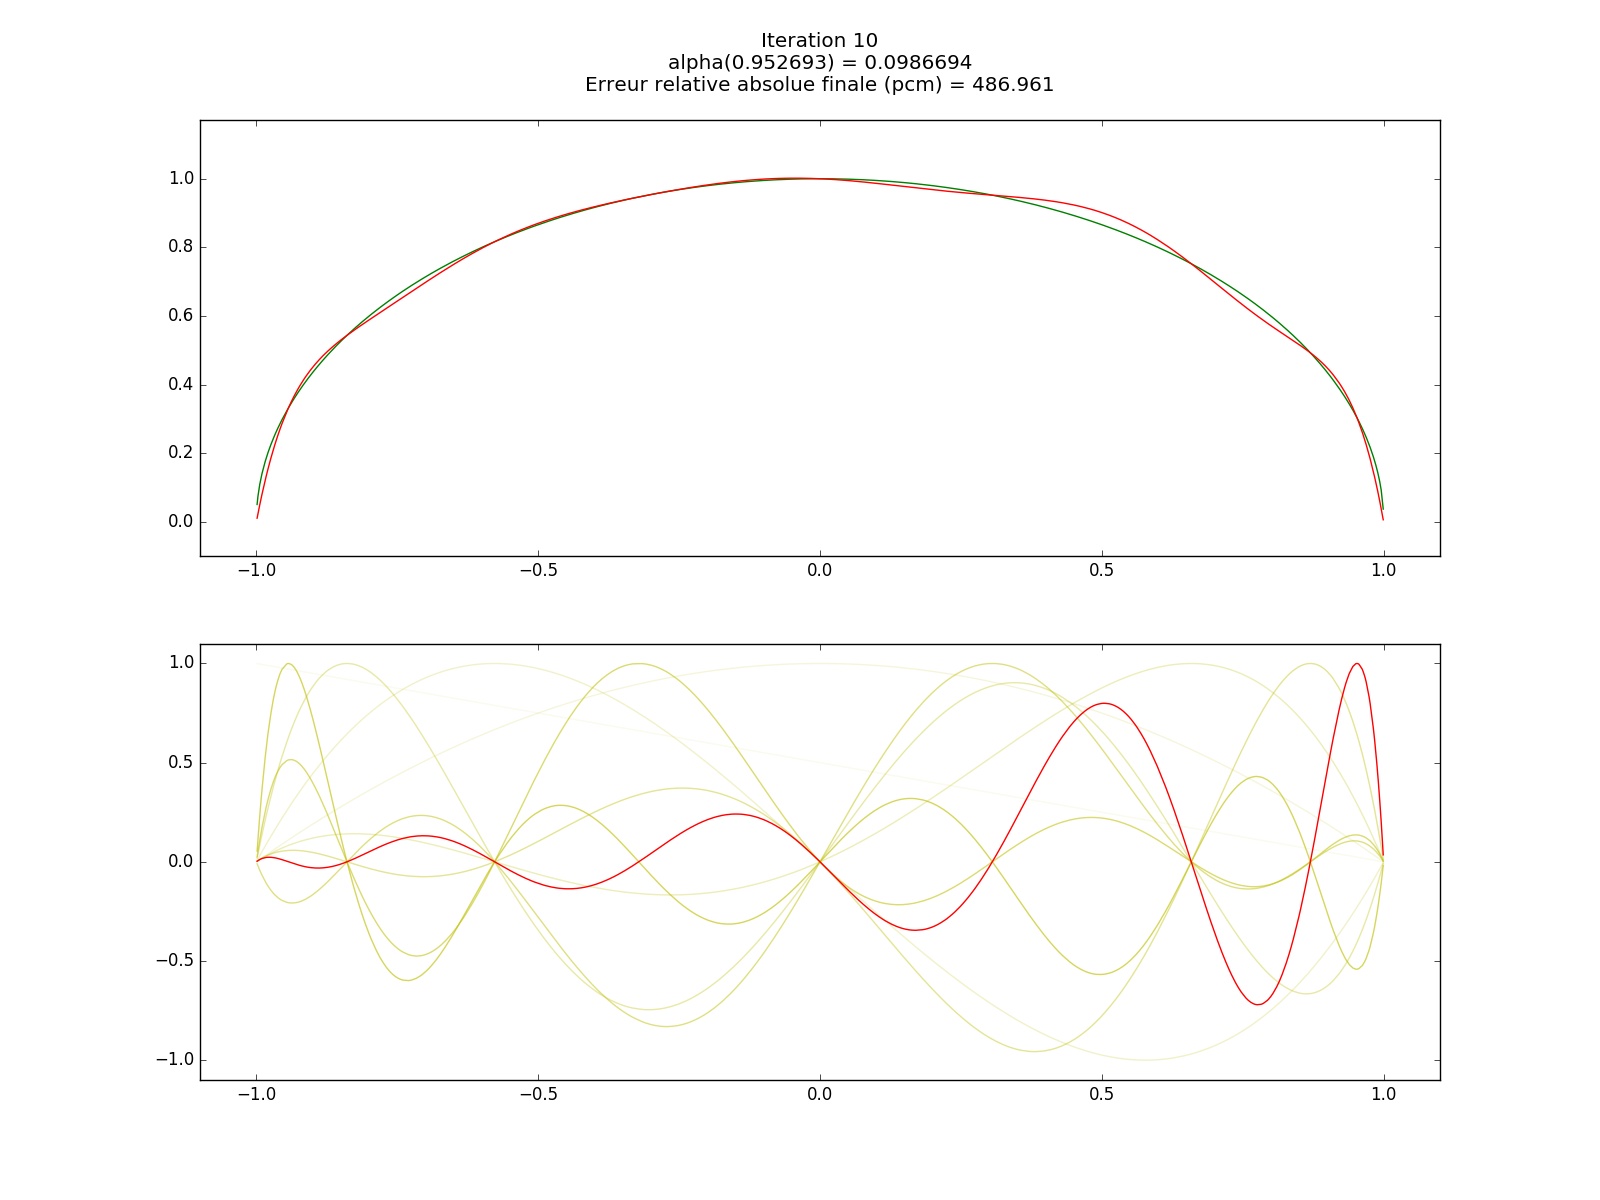 Iteration 10
alpha(0.952693) = 0.0986694
Erreur relative absolue finale (pcm) = 486.961
1.0
0.8
0.6
0.4
0.2
0.0
−1.0 −0.5 0.0 0.5 1.0
1.0
0.5
0.0
−0.5
−1.0
−1.0 −0.5 0.0 0.5 1.0